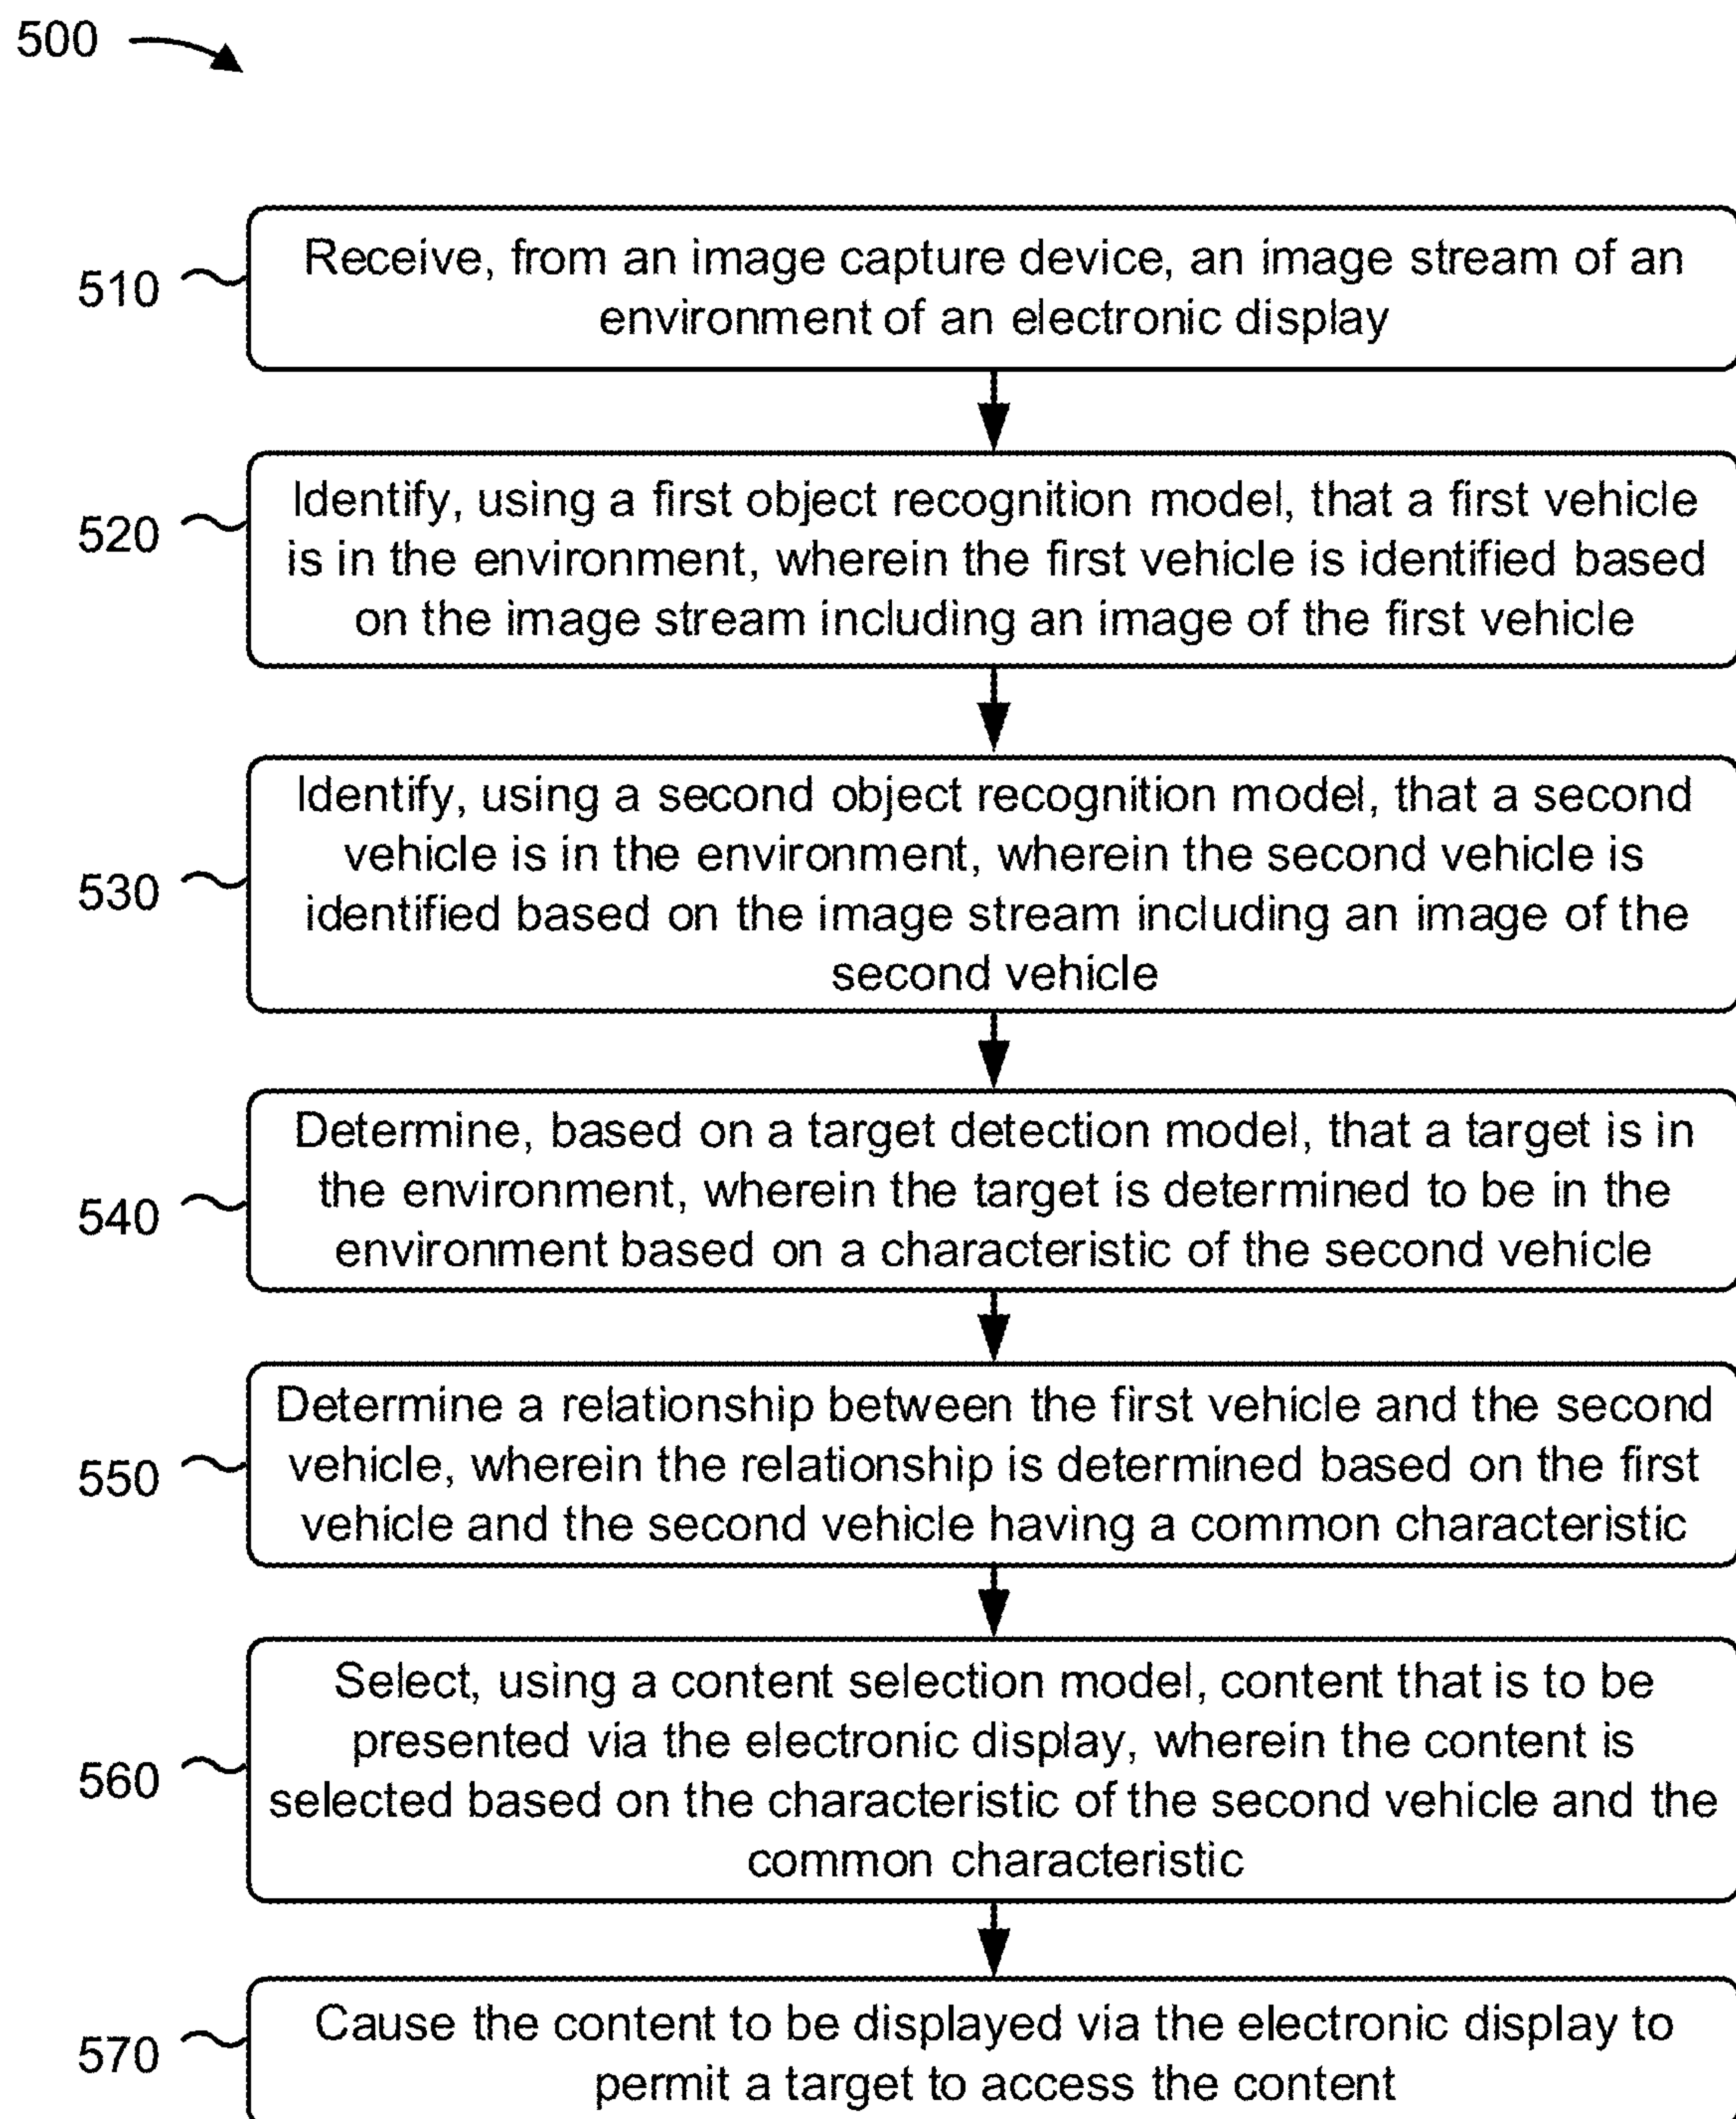 500
510
Receive, from an image capture device, an image stream of an
environment of an electronic display
520
Identify, using a first object recognition model, that a first vehicle
is in the environment, wherein the first vehicle is identified based
on the image stream including an image of the first vehicle
530
Identify, using a second object recognition model, that a second
vehicle is in the environment, wherein the second vehicle is
identified based on the image stream including an image of the
second vehicle
540
Determine, based on a target detection model, that a target is in
the environment, wherein the target is determined to be in the
environment based on a characteristic of the second vehicle
550
Determine a relationship between the first vehicle and the second
vehicle, wherein the relationship is determined based on the first
vehicle and the second vehicle having a common characteristic
560
Select, using a content selection model, content that is to be
presented via the electronic display, wherein the content is
selected based on the characteristic of the second vehicle and the
common characteristic
570
Cause the content to be displayed via the electronic display to
permit a target to access the content